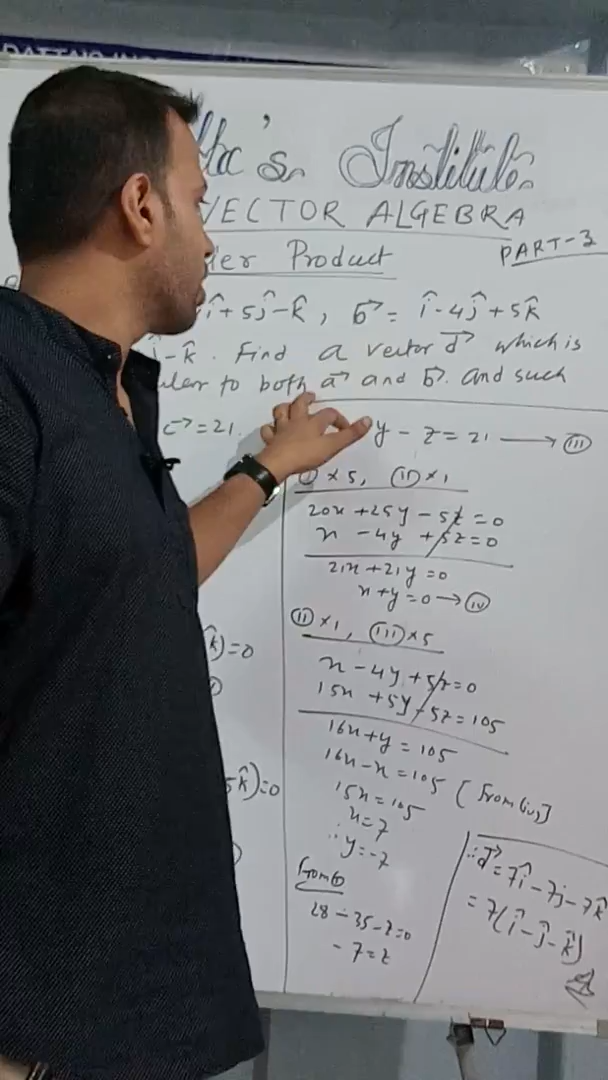 Institute
VECTOR ALGEBRA
PART-3
Product
î + 5ĵ - k̂, b⃗ = î - 4ĵ + 5k̂
î - k̂. Find a vector d⃗ which is
to both a⃗ and b⃗. and such
c⃗ = 21.
y - z = 21 → (iii)
(i) × 5, (ii) × 1
20x + 25y - 5z = 0
x - 4y + 5z = 0
21x + 21y = 0
x + y = 0 → (iv)
(ii) × 1, (iii) × 5
x - 4y + 5z = 0
15x + 5y - 5z = 105
16x + y = 105
16x - x = 105 [From (iv)]
15x = 105
x = 7
∴ y = -7
From (i)
28 - 35 - z = 0
- 7 = z
k̂) = 0
5k̂) = 0
∴ d⃗ = 7î - 7ĵ - 7k̂
= 7(î - ĵ - k̂)